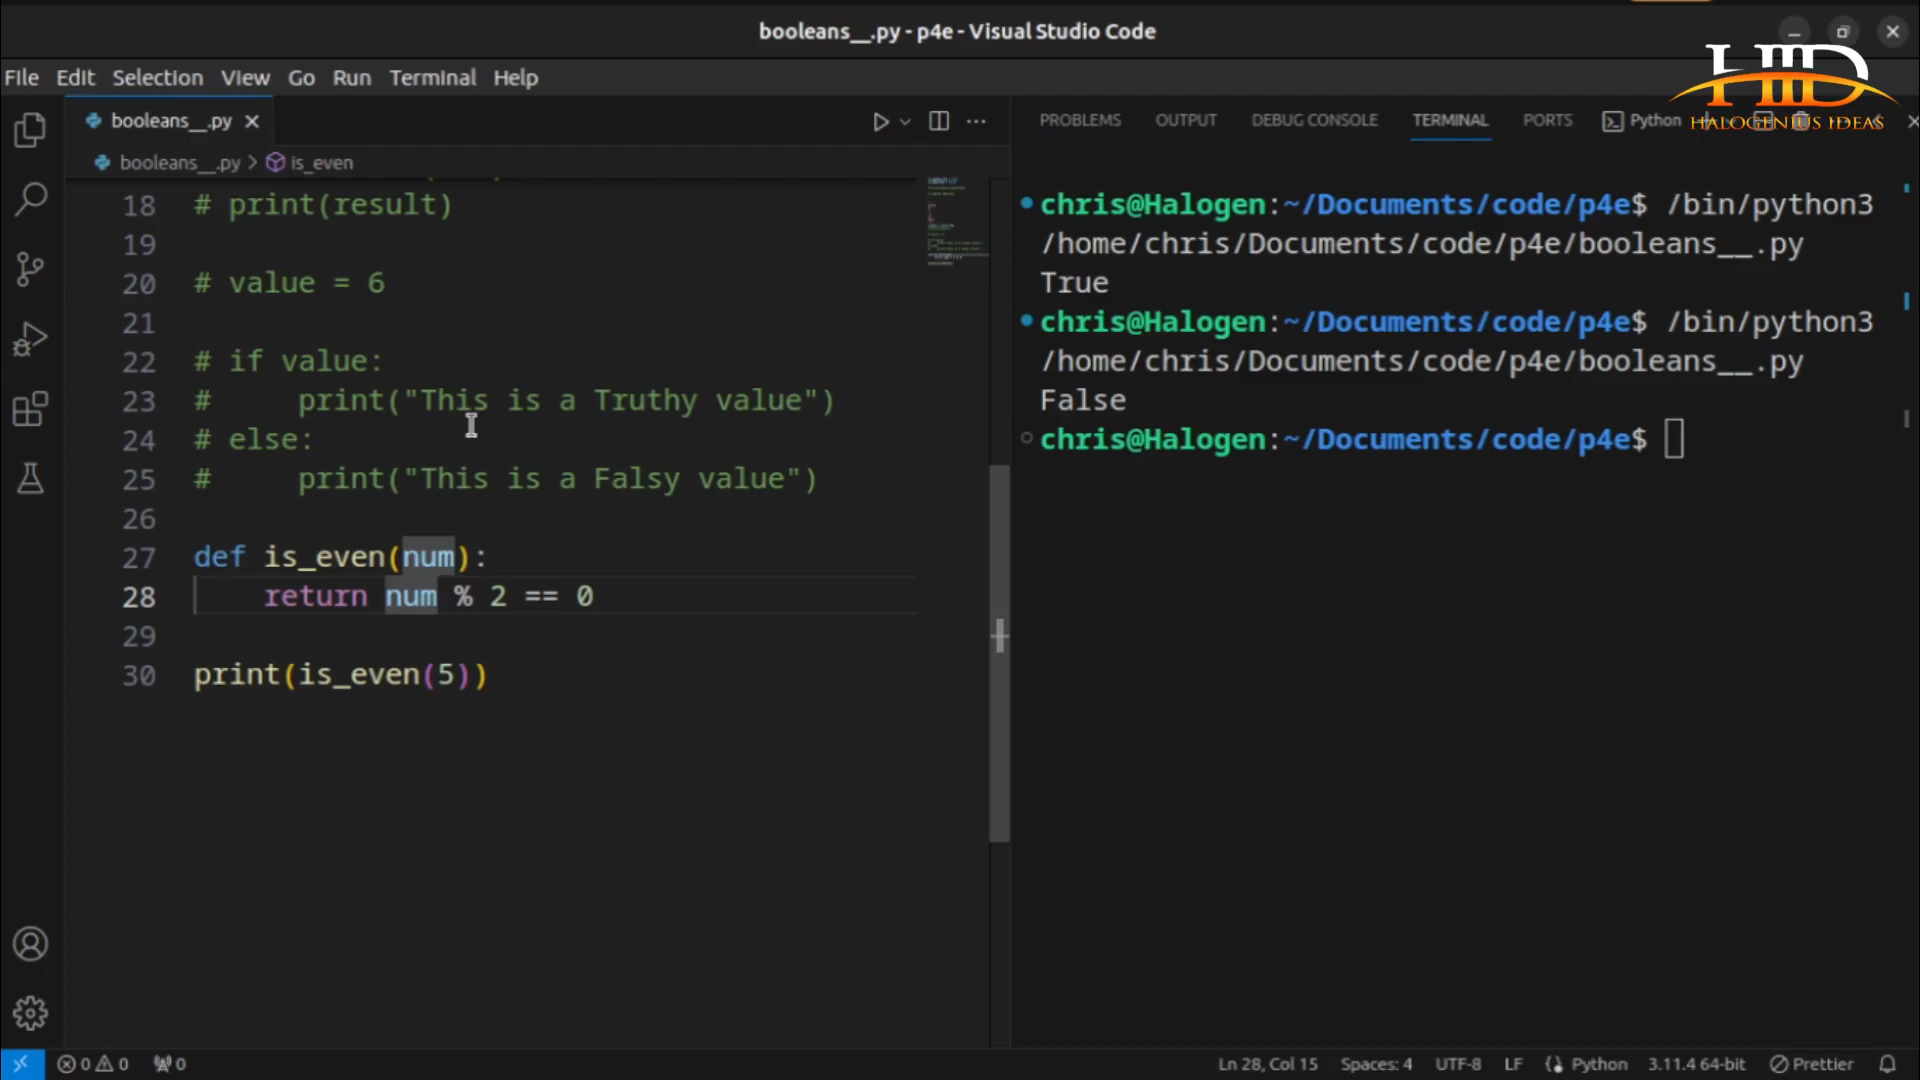 booleans__.py - p4e - Visual Studio Code
File Edit Selection View Go Run Terminal Help
HID
HALOGENIUS IDEAS
booleans__.py
PROBLEMS OUTPUT DEBUG CONSOLE TERMINAL PORTS Python
booleans__.py > is_even
18 # print(result)
19
20 # value = 6
21
22 # if value:
23 #     print("This is a Truthy value")
24 # else:
25 #     print("This is a Falsy value")
26
27 def is_even(num):
28     return num % 2 == 0
29
30 print(is_even(5))
chris@Halogen:~/Documents/code/p4e$ /bin/python3
/home/chris/Documents/code/p4e/booleans__.py
True
chris@Halogen:~/Documents/code/p4e$ /bin/python3
/home/chris/Documents/code/p4e/booleans__.py
False
chris@Halogen:~/Documents/code/p4e$
0 0 0 Ln 28, Col 15 Spaces: 4 UTF-8 LF Python 3.11.4 64-bit Prettier